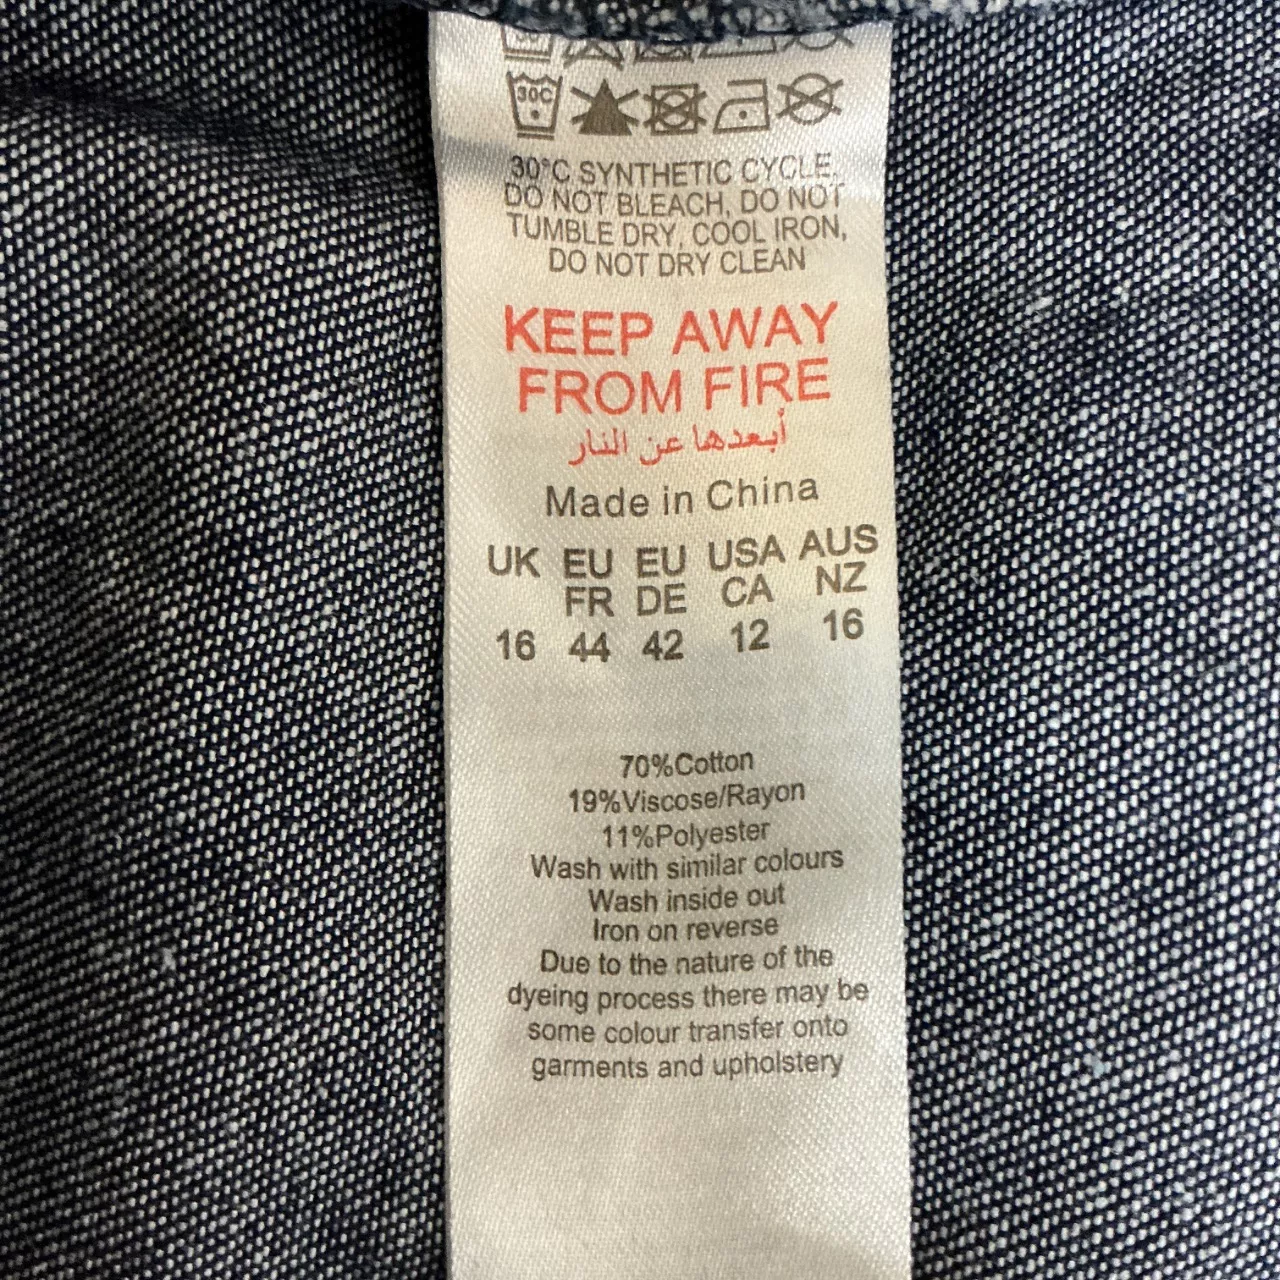 30C
30°C SYNTHETIC CYCLE,
DO NOT BLEACH, DO NOT
TUMBLE DRY, COOL IRON,
DO NOT DRY CLEAN
KEEP AWAY
FROM FIRE
أبعدها عن النار
Made in China
UK EU EU USA AUS
FR DE CA NZ
16 44 42 12 16
70%Cotton
19%Viscose/Rayon
11%Polyester
Wash with similar colours
Wash inside out
Iron on reverse
Due to the nature of the
dyeing process there may be
some colour transfer onto
garments and upholstery